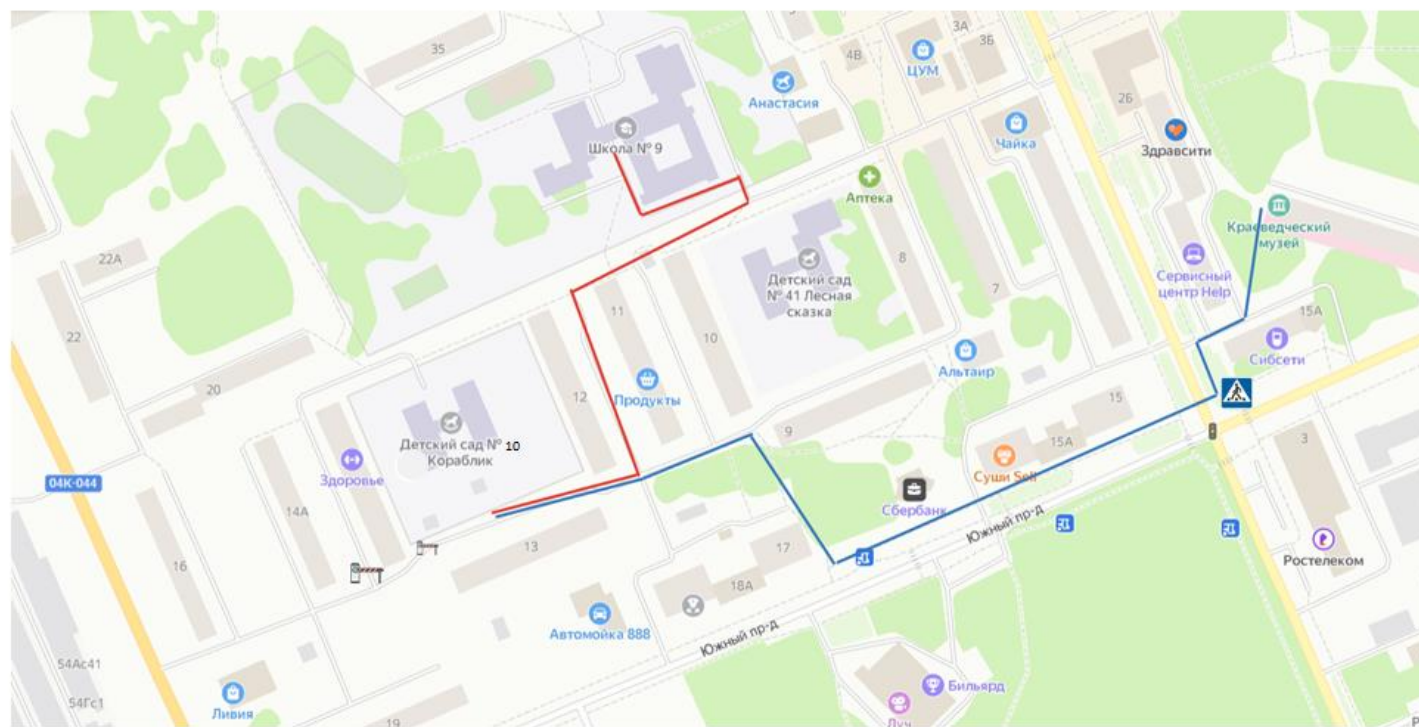 3А
3Б
35
4В
ЦУМ
Анастасия
2Б
Чайка
Здравсити
Школа № 9
Аптека
Краеведческий
музей
22А
8
Детский сад
№ 41 Лесная
сказка
7
Сервисный
центр Help
11
15А
22
10
Сибсети
Альтаир
20
Продукты
12
15
9
3
Детский сад № 10
Кораблик
15А
Здоровье
Суши Sell
04К-044
14А
Сбербанк
Южный пр-д
16
13
17
Ростелеком
18А
Автомойка 888
Южный пр-д
54Ас41
Бильярд
54Гс1
Ливия
19
Луч